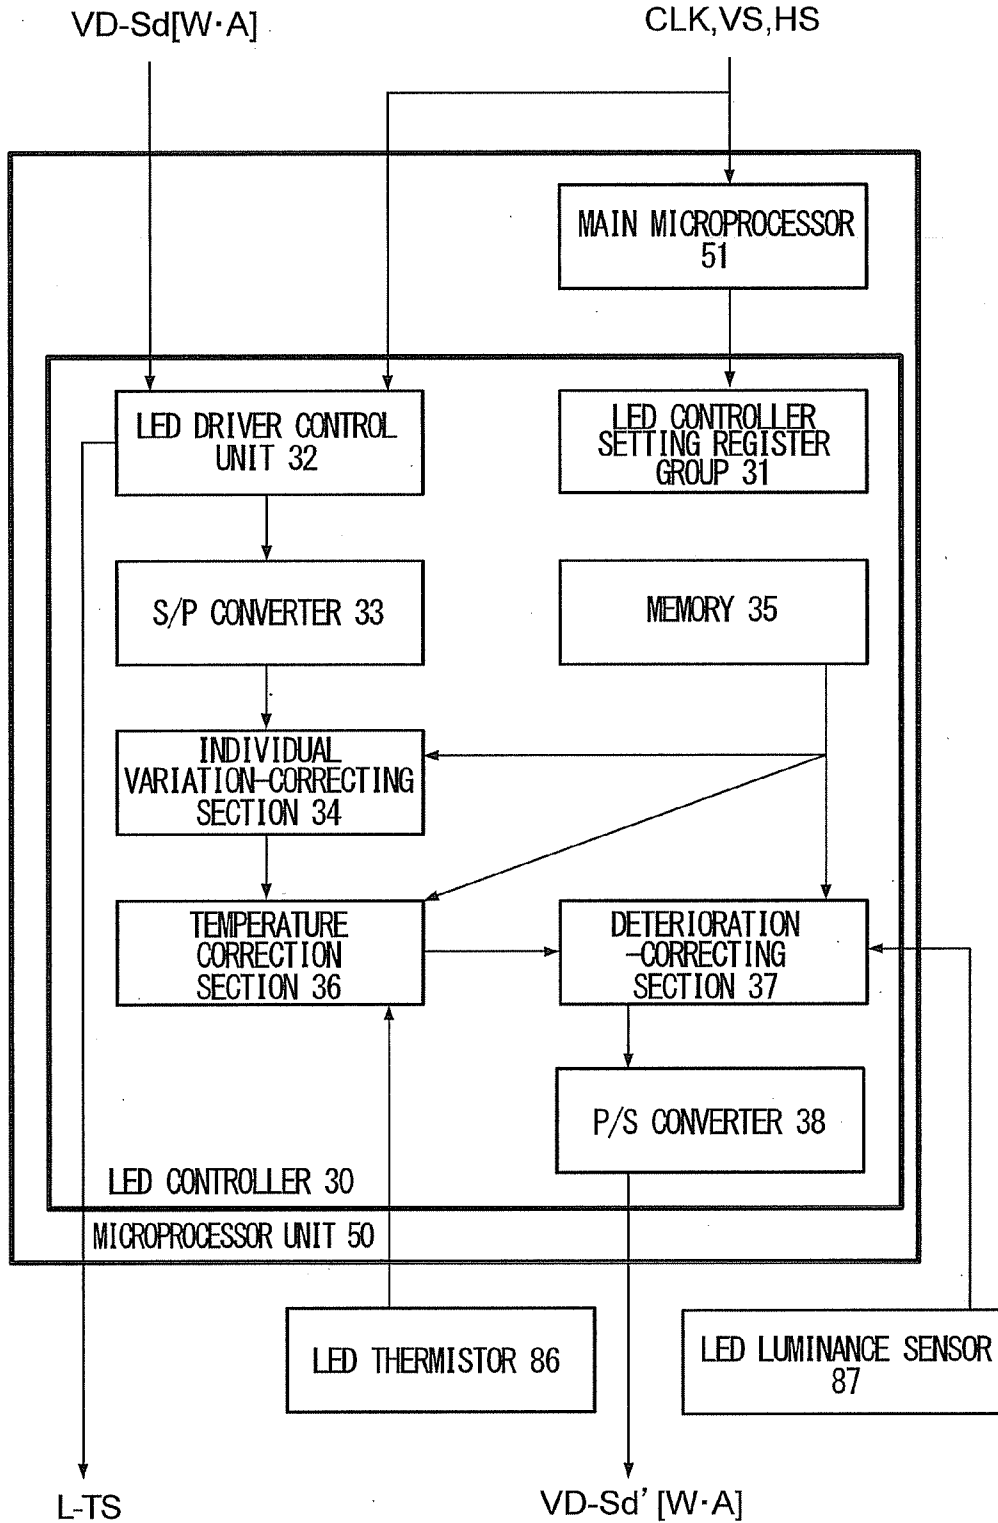 VD-Sd[W·A]
CLK,VS,HS
MAIN MICROPROCESSOR
51
LED DRIVER CONTROL
UNIT 32
LED CONTROLLER
SETTING REGISTER
GROUP 31
S/P CONVERTER 33
MEMORY 35
INDIVIDUAL
VARIATION-CORRECTING
SECTION 34
TEMPERATURE
CORRECTION
SECTION 36
DETERIORATION
-CORRECTING
SECTION 37
P/S CONVERTER 38
LED CONTROLLER 30
MICROPROCESSOR UNIT 50
LED THERMISTOR 86
LED LUMINANCE SENSOR
87
L-TS
VD-Sd' [W·A]